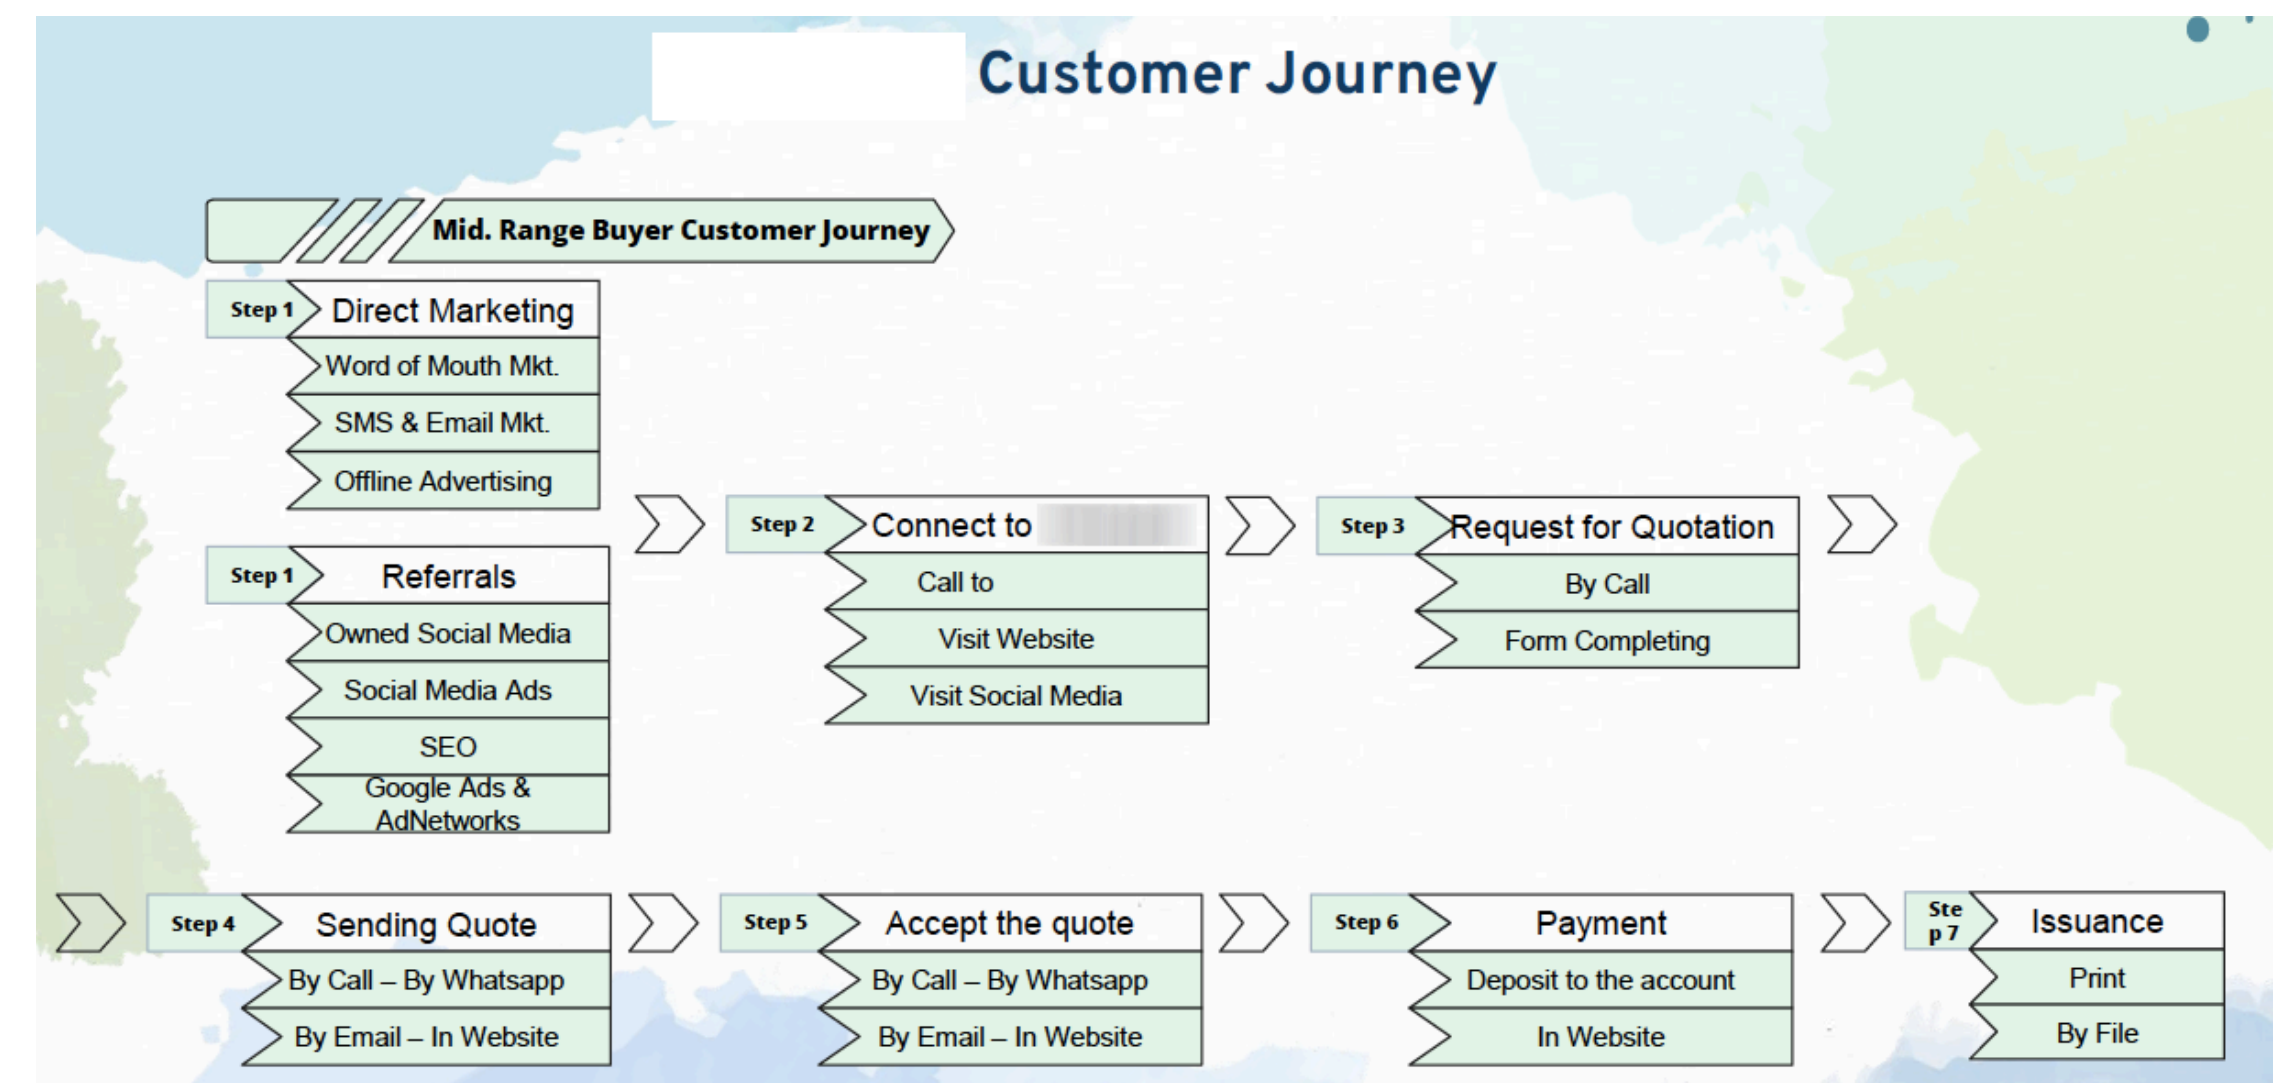 Customer Journey
Mid. Range Buyer Customer Journey
Step 1
Direct Marketing
Word of Mouth Mkt.
SMS & Email Mkt.
Offline Advertising
Step 1
Referrals
Owned Social Media
Social Media Ads
SEO
Google Ads &
AdNetworks
Step 2
Connect to
Call to
Visit Website
Visit Social Media
Step 3
Request for Quotation
By Call
Form Completing
Step 4
Sending Quote
By Call – By Whatsapp
By Email – In Website
Step 5
Accept the quote
By Call – By Whatsapp
By Email – In Website
Step 6
Payment
Deposit to the account
In Website
Ste
p 7
Issuance
Print
By File